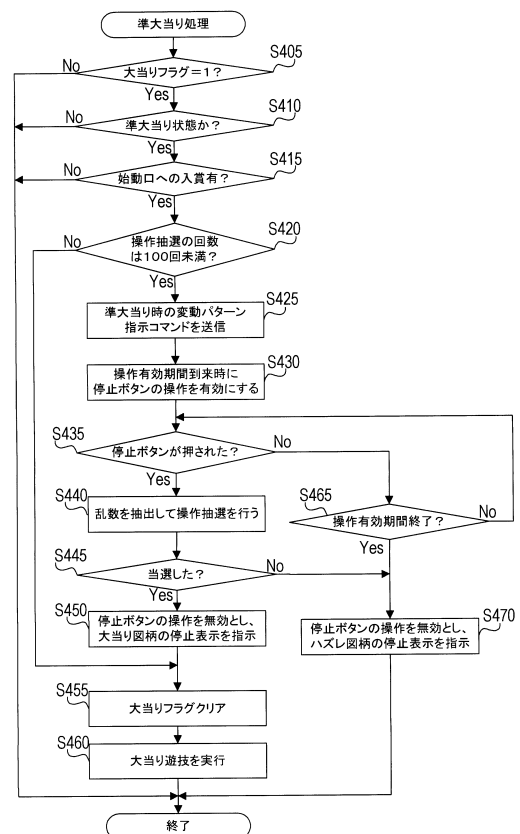 準大当り処理
S405
大当りフラグ＝１？
No
Yes
S410
準大当り状態か？
No
Yes
S415
始動口への入賞有？
No
Yes
S420
操作抽選の回数
は１００回未満？
No
Yes
S425
準大当り時の変動パターン
指示コマンドを送信
S430
操作有効期間到来時に
停止ボタンの操作を有効にする
S435
停止ボタンが押された？
No
Yes
S440
乱数を抽出して操作抽選を行う
S465
操作有効期間終了？
No
Yes
S445
当選した？
No
Yes
S450
停止ボタンの操作を無効とし、
大当り図柄の停止表示を指示
S470
停止ボタンの操作を無効とし、
ハズレ図柄の停止表示を指示
S455
大当りフラグクリア
S460
大当り遊技を実行
終了